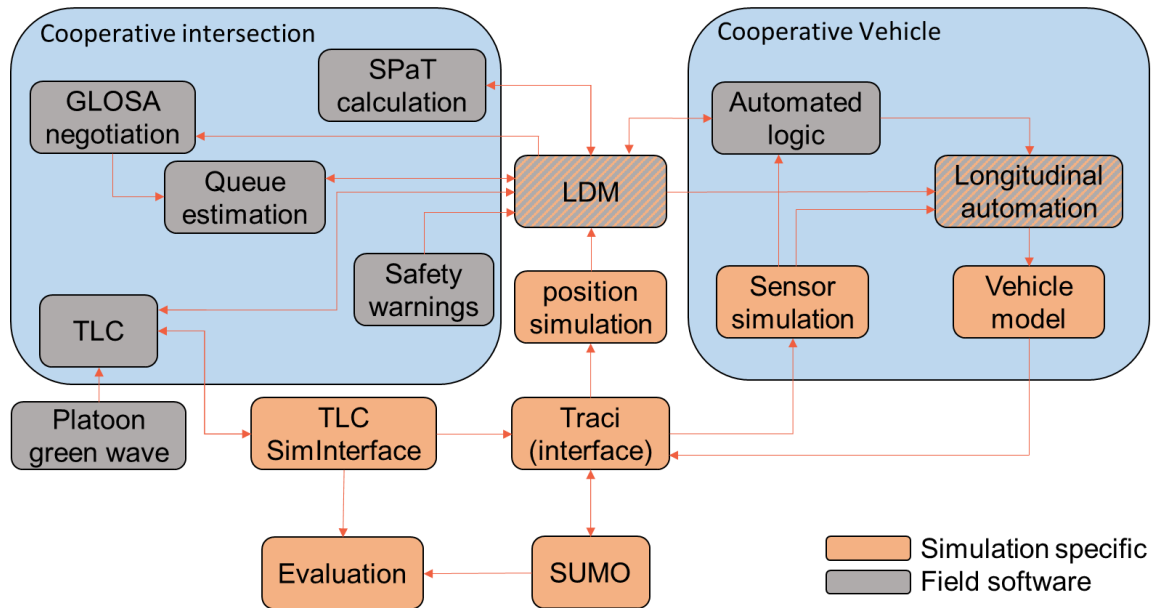 Cooperative intersection
SPaT
calculation
GLOSA
negotiation
Queue
estimation
Safety
warnings
TLC
Platoon
green wave
LDM
position
simulation
Cooperative Vehicle
Automated
logic
Longitudinal
automation
Sensor
simulation
Vehicle
model
TLC
SimInterface
Traci
(interface)
Evaluation
SUMO
Simulation specific
Field software